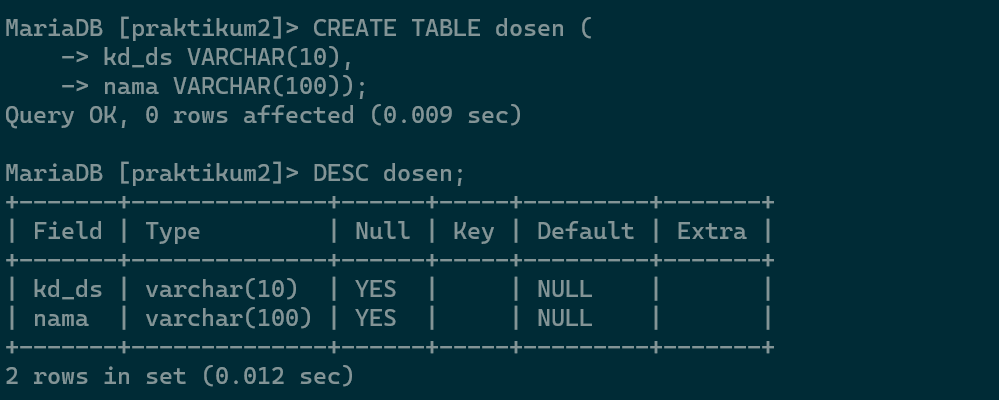 MariaDB [praktikum2]> CREATE TABLE dosen (
    -> kd_ds VARCHAR(10),
    -> nama VARCHAR(100));
Query OK, 0 rows affected (0.009 sec)

MariaDB [praktikum2]> DESC dosen;
+-------+--------------+------+-----+---------+-------+
| Field | Type         | Null | Key | Default | Extra |
+-------+--------------+------+-----+---------+-------+
| kd_ds | varchar(10)  | YES  |     | NULL    |       |
| nama  | varchar(100) | YES  |     | NULL    |       |
+-------+--------------+------+-----+---------+-------+
2 rows in set (0.012 sec)